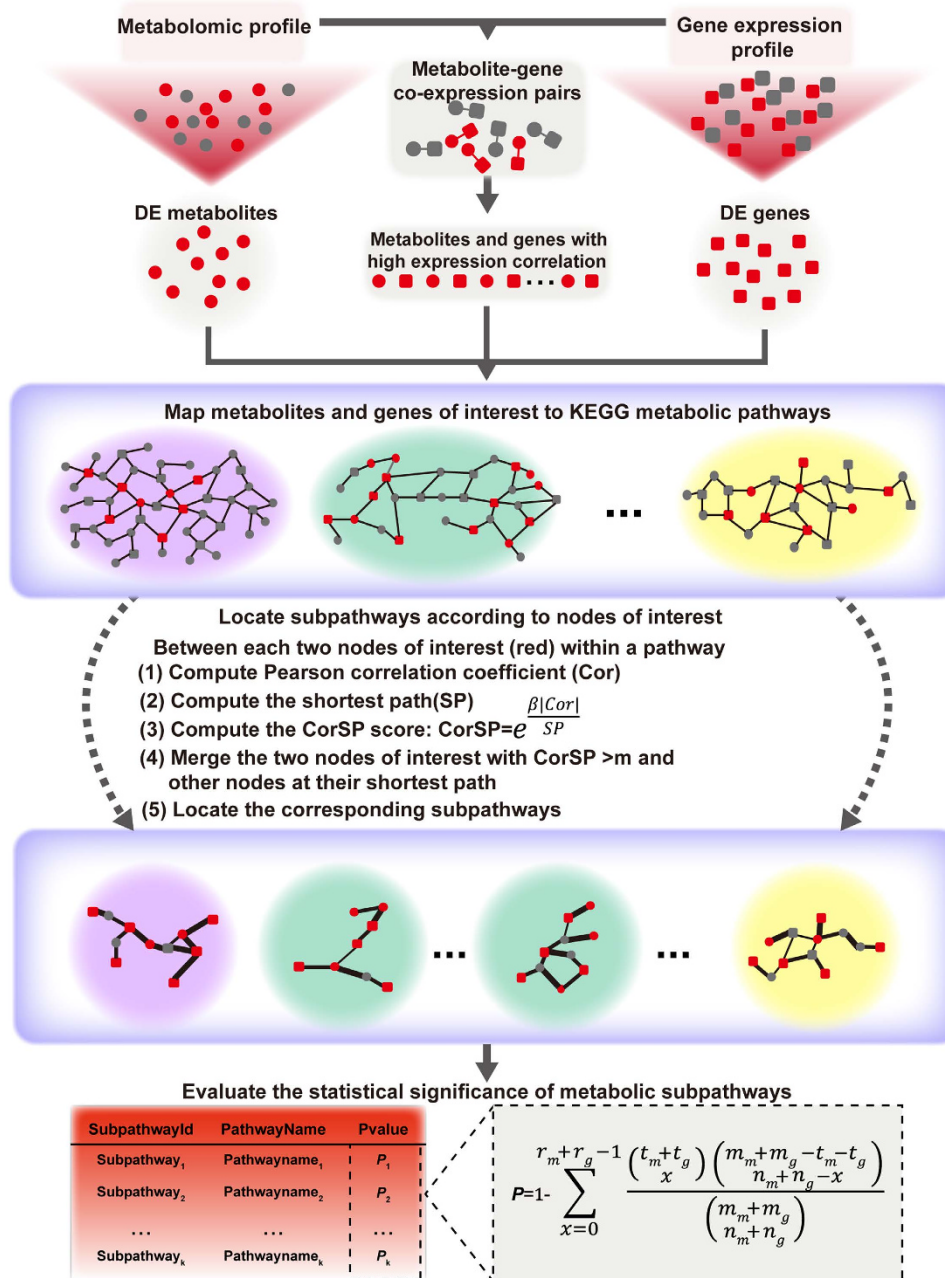 Metabolomic profile
Gene expression
profile
Metabolite-gene
co-expression pairs
DE metabolites
Metabolites and genes with
high expression correlation
...
DE genes
Map metabolites and genes of interest to KEGG metabolic pathways
...
Locate subpathways according to nodes of interest
Between each two nodes of interest (red) within a pathway
(1) Compute Pearson correlation coefficient (Cor)
(2) Compute the shortest path(SP)
(3) Compute the CorSP score: CorSP=e^{\frac{β|Cor|}{SP}}
(4) Merge the two nodes of interest with CorSP >m and
other nodes at their shortest path
(5) Locate the corresponding subpathways
... ...
Evaluate the statistical significance of metabolic subpathways
SubpathwayId PathwayName Pvalue
Subpathway₁ Pathwayname₁ P₁
Subpathway₂ Pathwayname₂ P₂
... ... ...
Subpathwayₖ Pathwaynameₖ Pₖ
P=1-\sum_{x=0}^{r_m+r_g-1} \frac{\binom{t_m+t_g}{x}\binom{m_m+m_g-t_m-t_g}{n_m+n_g-x}}{\binom{m_m+m_g}{n_m+n_g}}